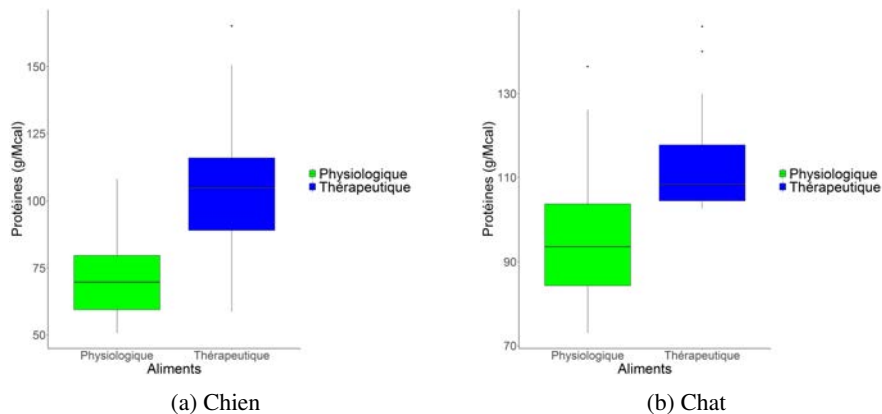 Protéines (g/Mcal)
150
125
100
75
50
Physiologique
Thérapeutique
Aliments
Physiologique
Thérapeutique
(a) Chien
Protéines (g/Mcal)
130
110
90
70
Physiologique
Thérapeutique
Aliments
Physiologique
Thérapeutique
(b) Chat